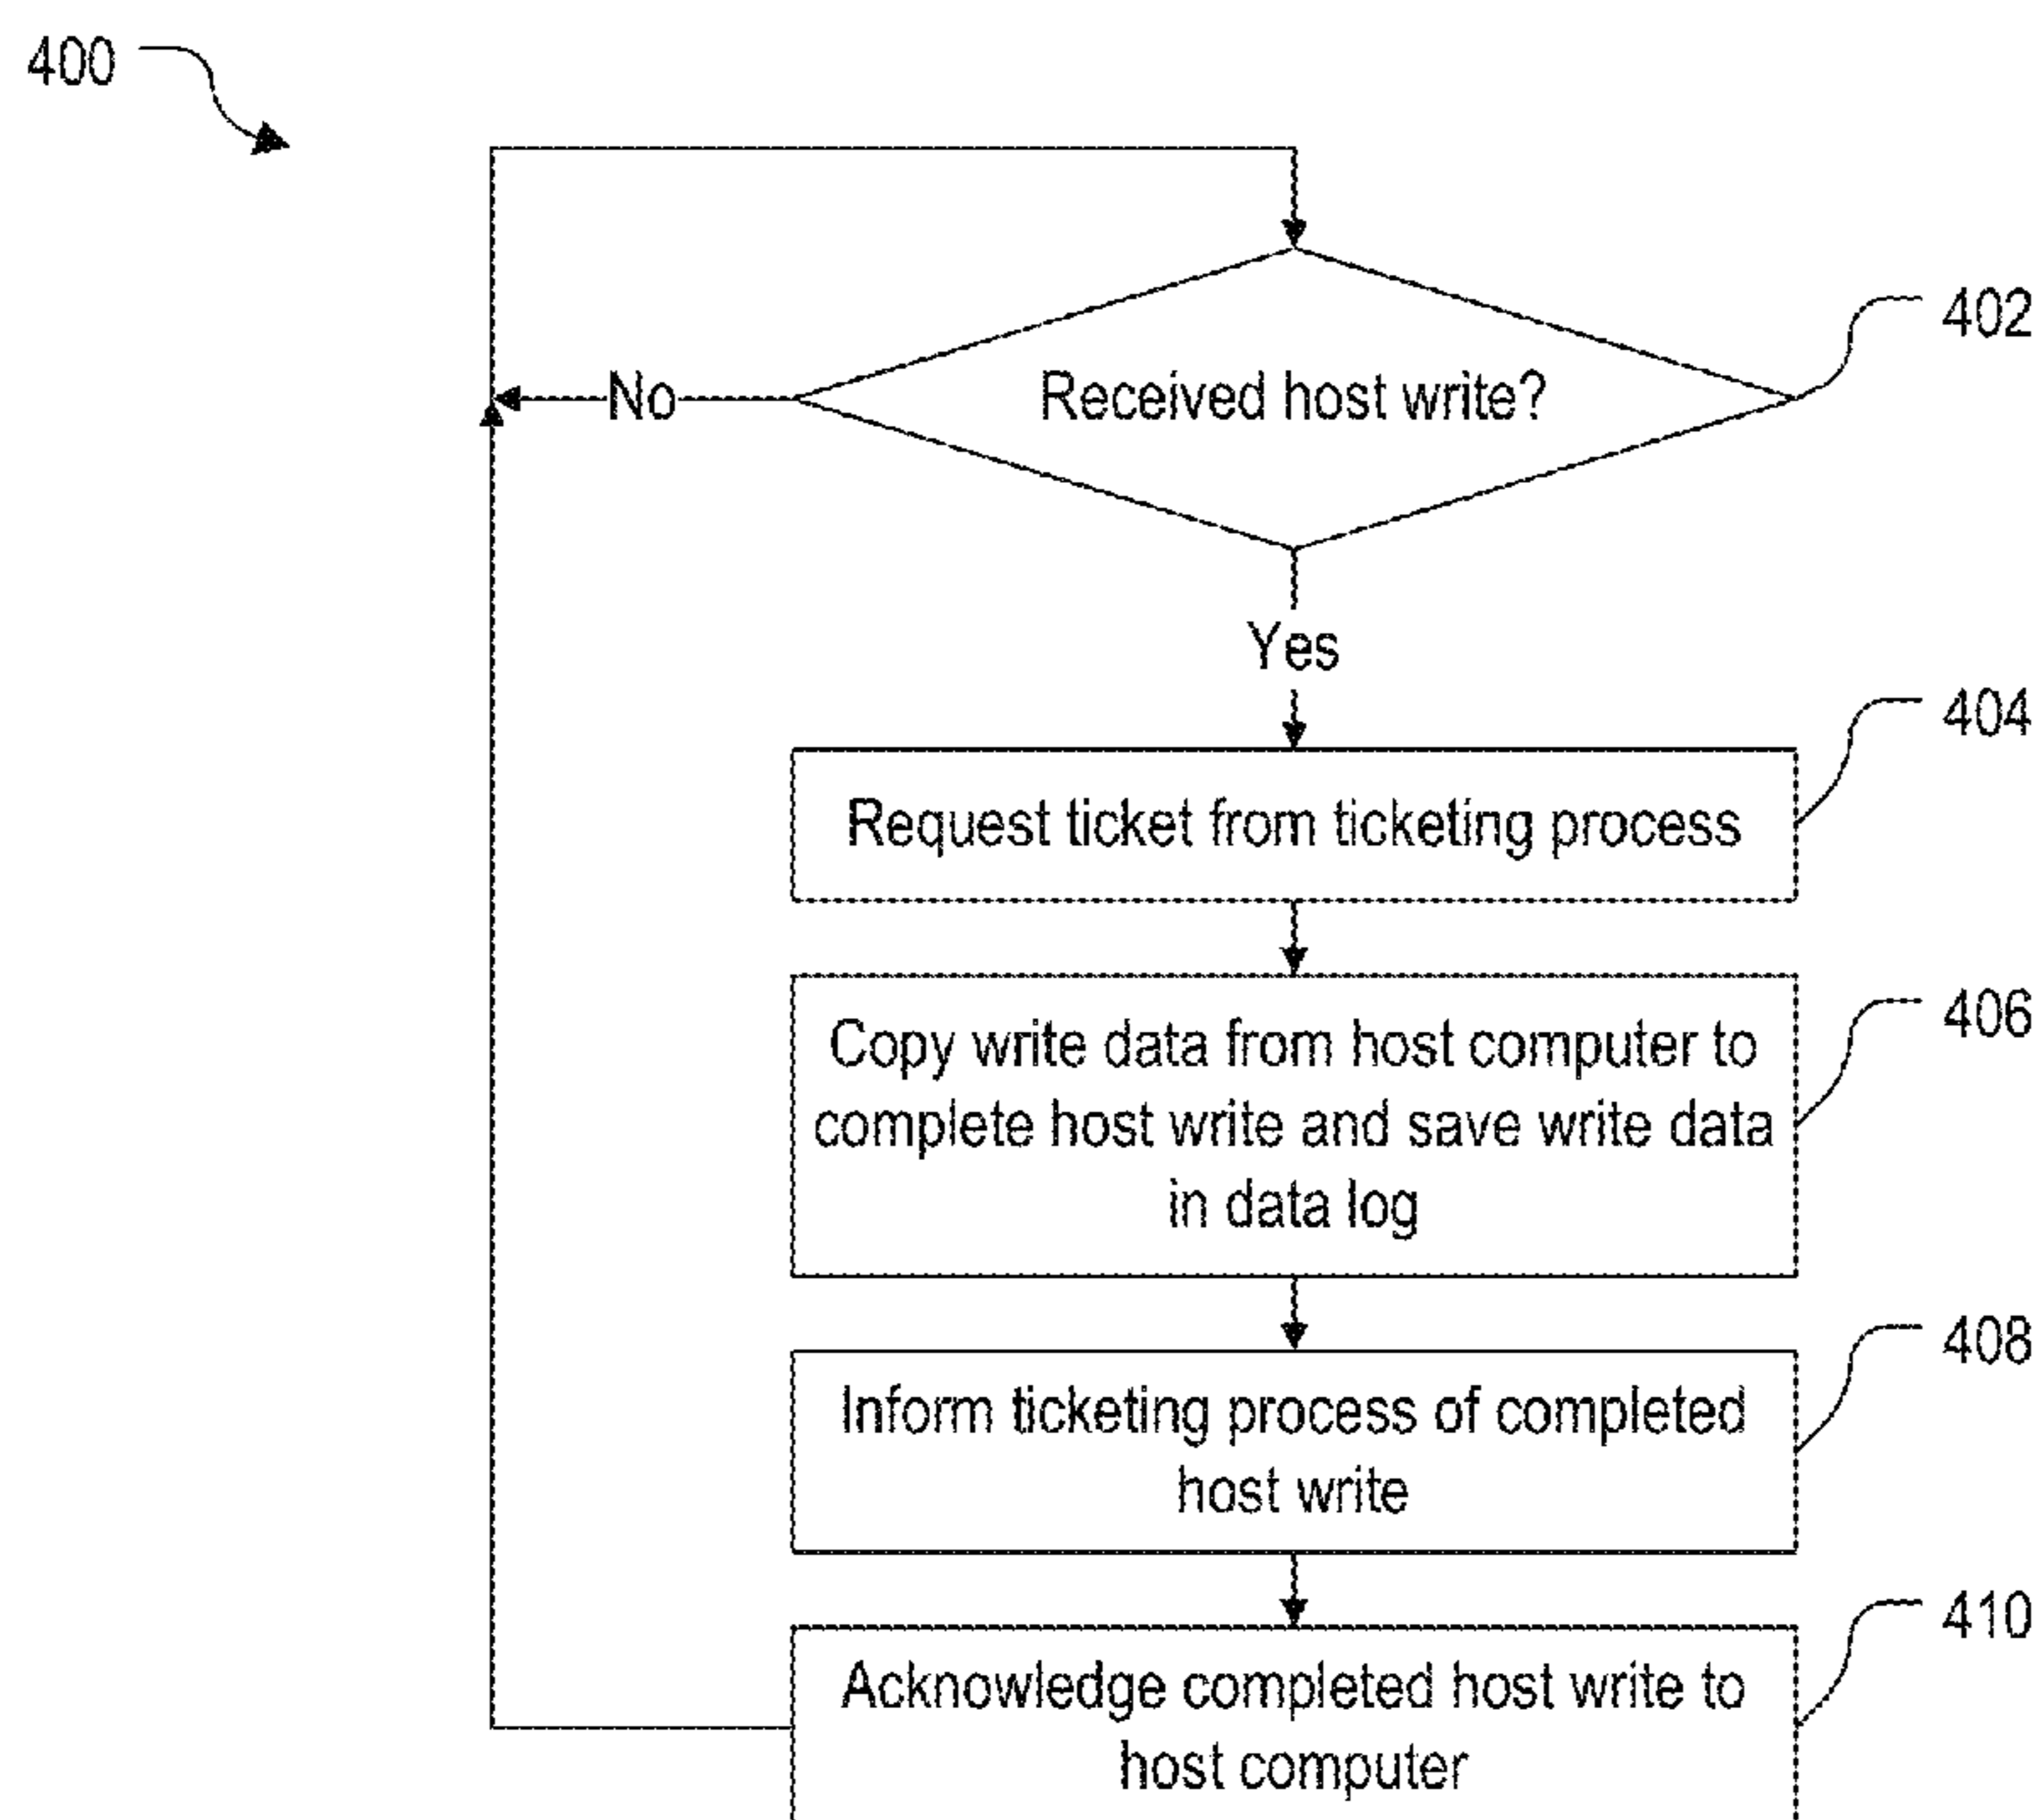 400
402
Received host write?
No
Yes
404
Request ticket from ticketing process
406
Copy write data from host computer to
complete host write and save write data
in data log
408
Inform ticketing process of completed
host write
410
Acknowledge completed host write to
host computer